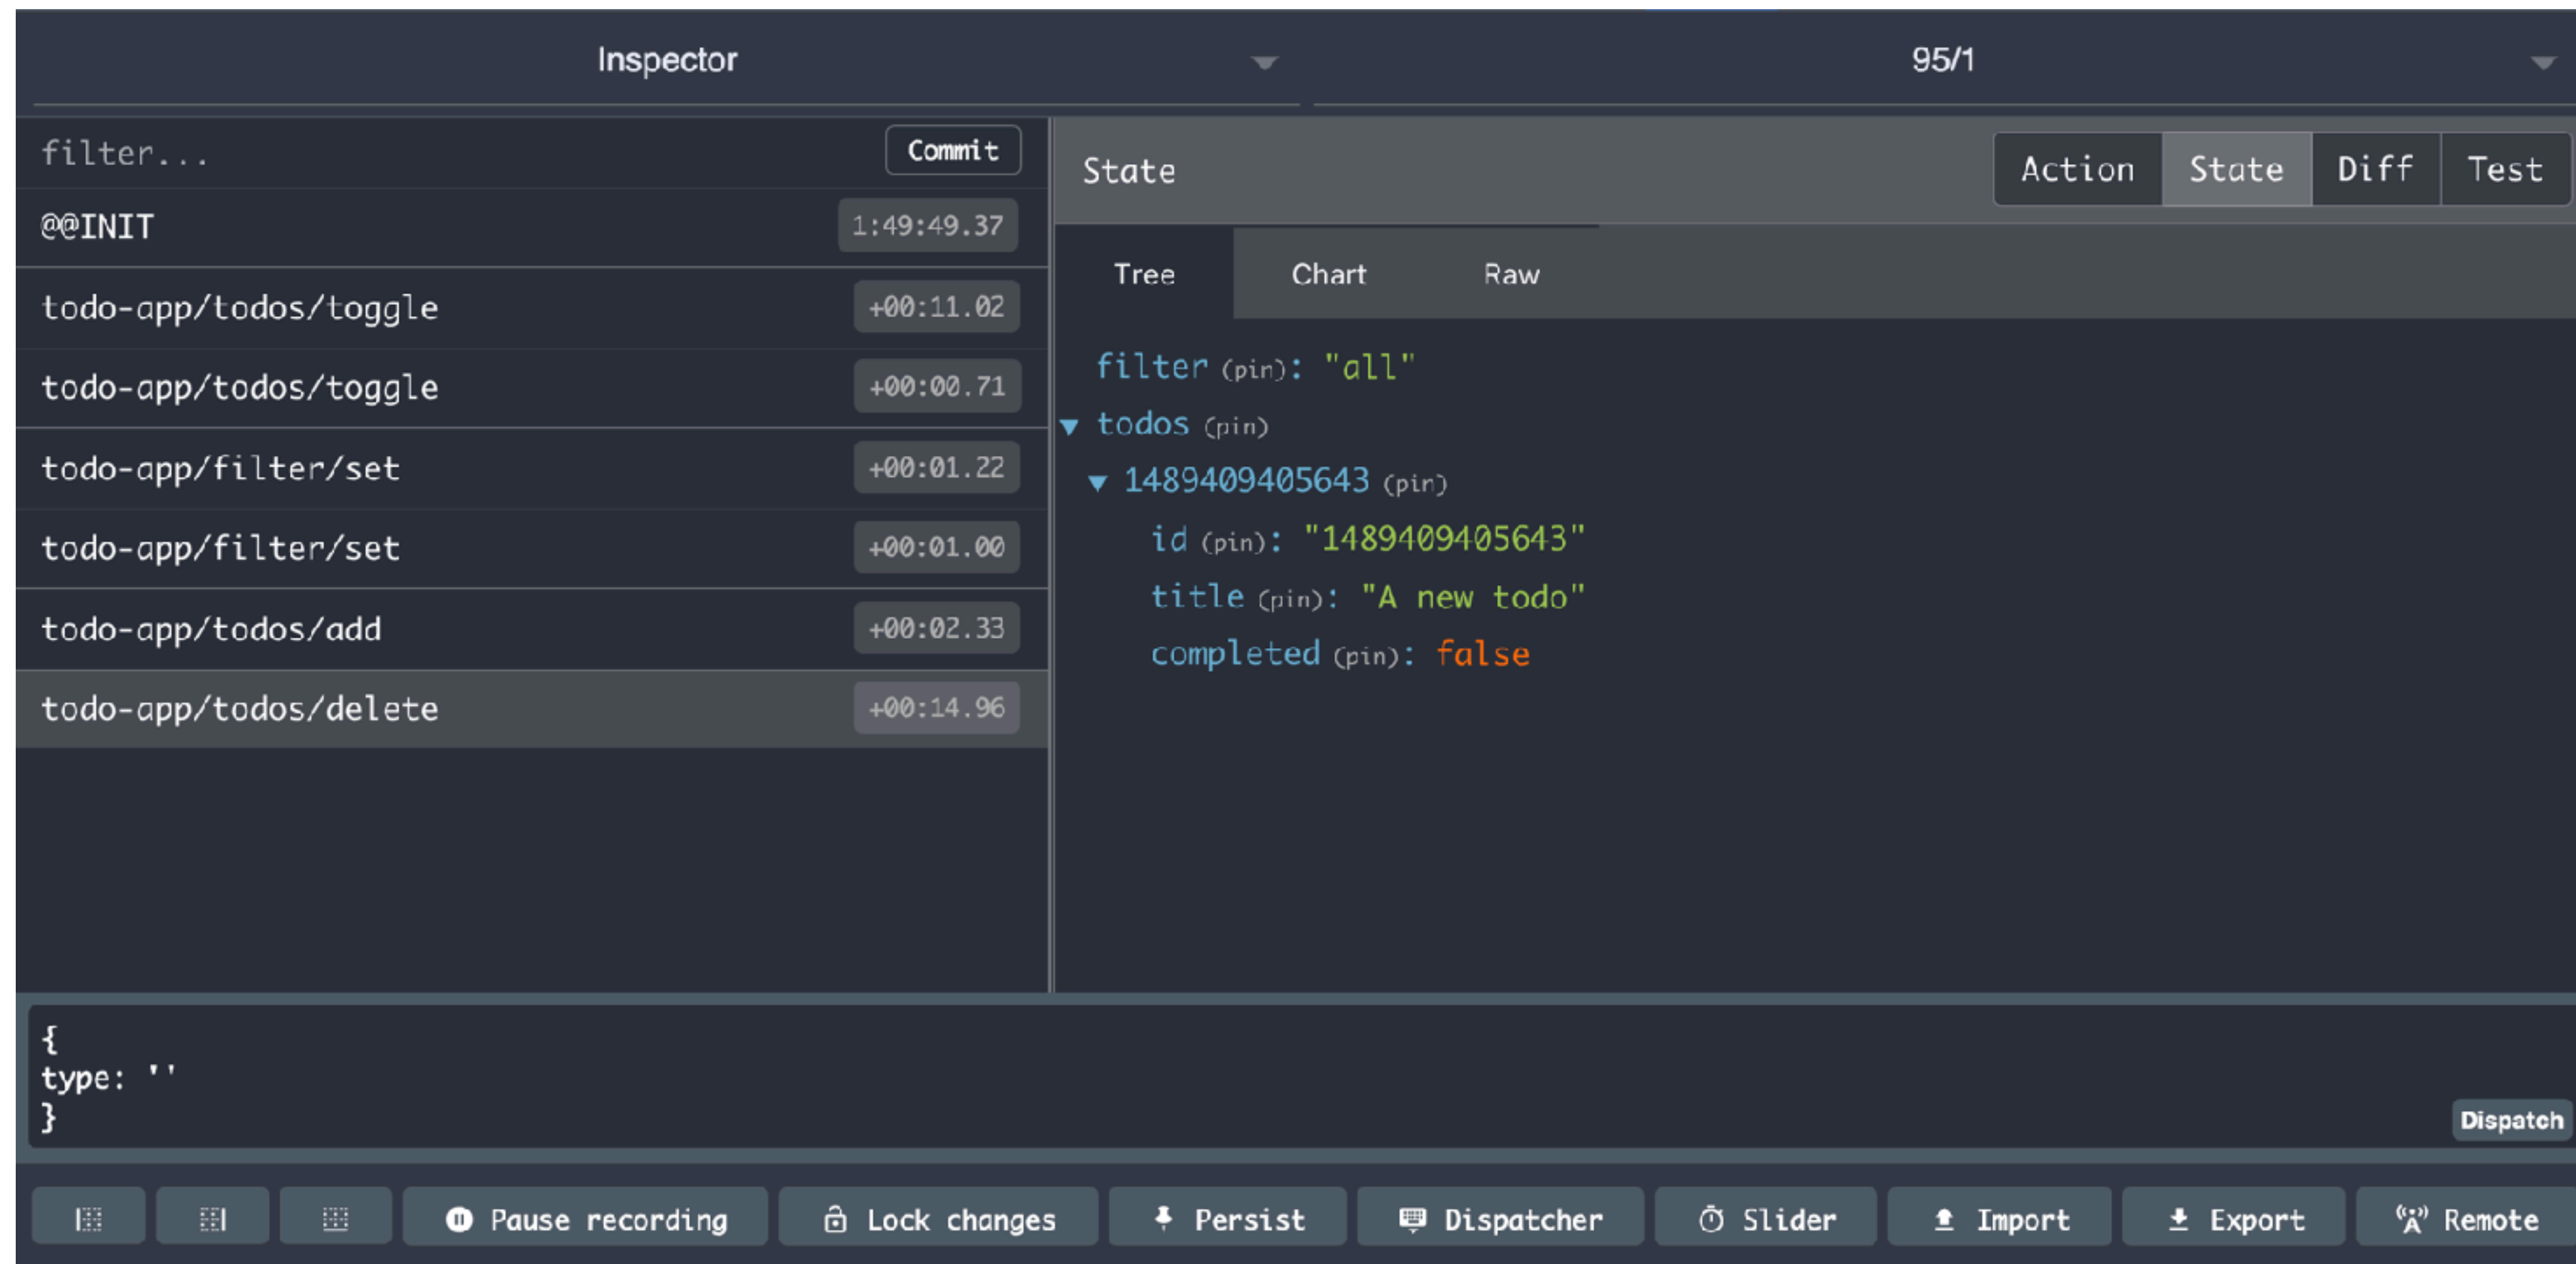 Inspector 95/1
filter... Commit
@@INIT 1:49:49.37
todo-app/todos/toggle +00:11.02
todo-app/todos/toggle +00:00.71
todo-app/filter/set +00:01.22
todo-app/filter/set +00:01.00
todo-app/todos/add +00:02.33
todo-app/todos/delete +00:14.96
State Action State Diff Test
Tree Chart Raw
filter (pin): "all"
todos (pin)
1489409405643 (pin)
id (pin): "1489409405643"
title (pin): "A new todo"
completed (pin): false
{
type: ''
}
Dispatch
Pause recording Lock changes Persist Dispatcher Slider Import Export Remote